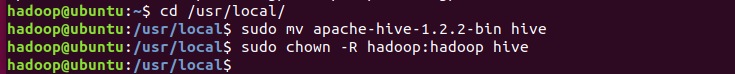 hadoop@ubuntu:~$ cd /usr/local/
hadoop@ubuntu:/usr/local$ sudo mv apache-hive-1.2.2-bin hive
hadoop@ubuntu:/usr/local$ sudo chown -R hadoop:hadoop hive
hadoop@ubuntu:/usr/local$